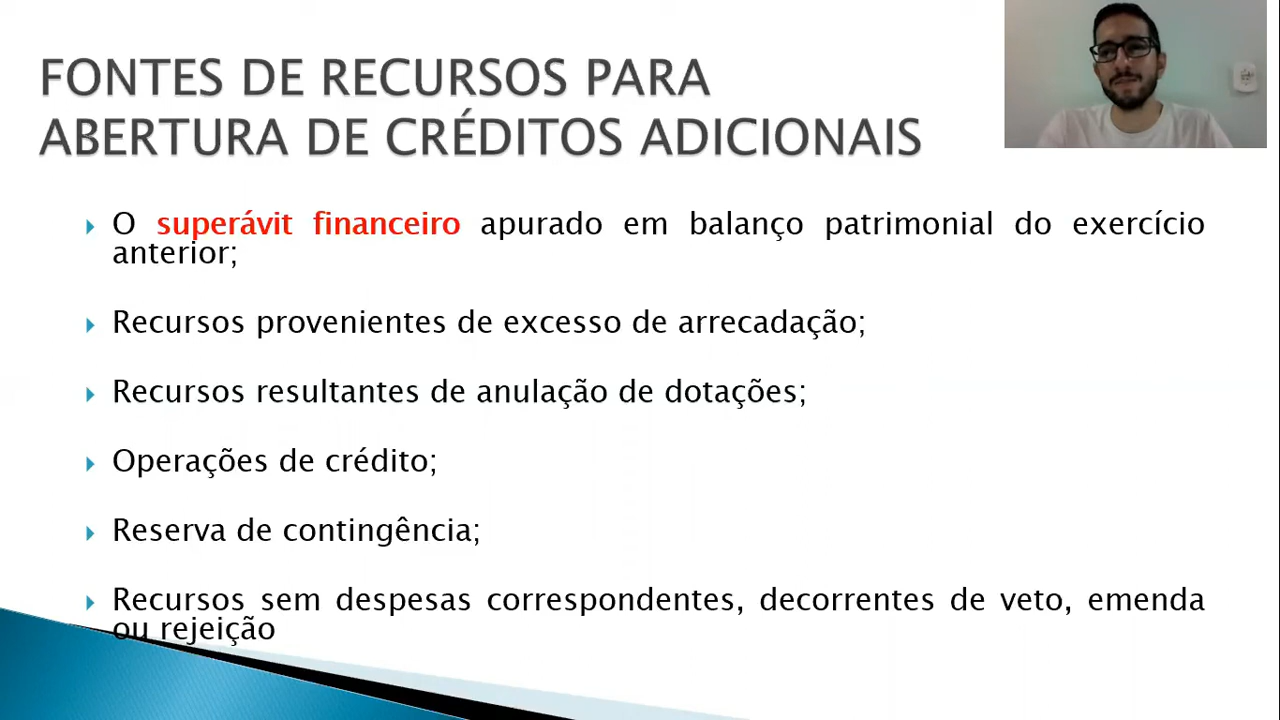 FONTES DE RECURSOS PARA
ABERTURA DE CRÉDITOS ADICIONAIS
O superávit financeiro apurado em balanço patrimonial do exercício
anterior;
Recursos provenientes de excesso de arrecadação;
Recursos resultantes de anulação de dotações;
Operações de crédito;
Reserva de contingência;
Recursos sem despesas correspondentes, decorrentes de veto, emenda
ou rejeição